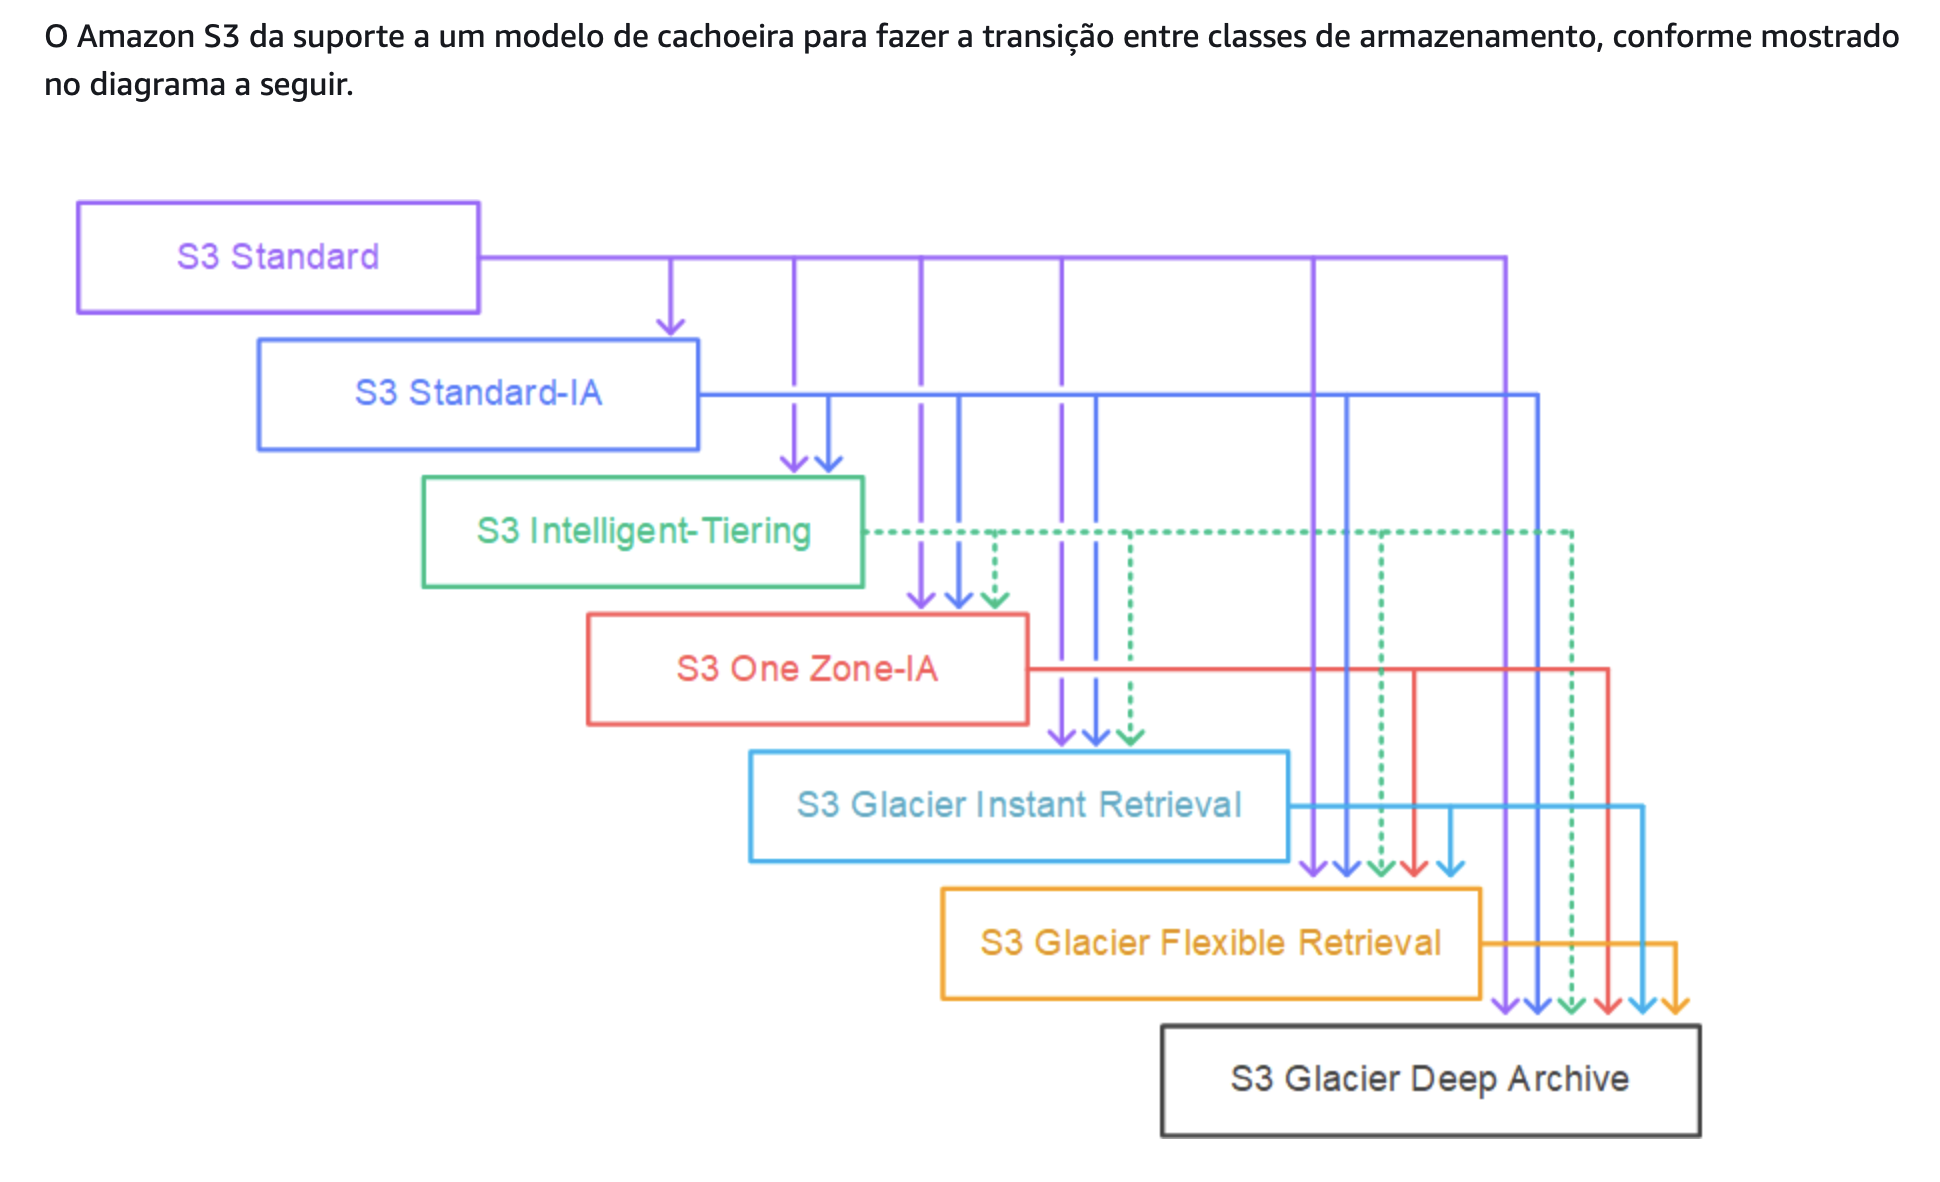 O Amazon S3 da suporte a um modelo de cachoeira para fazer a transição entre classes de armazenamento, conforme mostrado
no diagrama a seguir.
S3 Standard
S3 Standard-IA
S3 Intelligent-Tiering
S3 One Zone-IA
S3 Glacier Instant Retrieval
S3 Glacier Flexible Retrieval
S3 Glacier Deep Archive